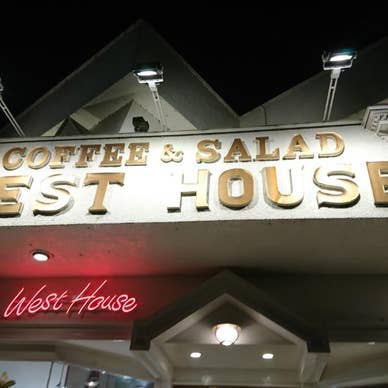 COFFEE & SALAD
EST HOUSE
West House